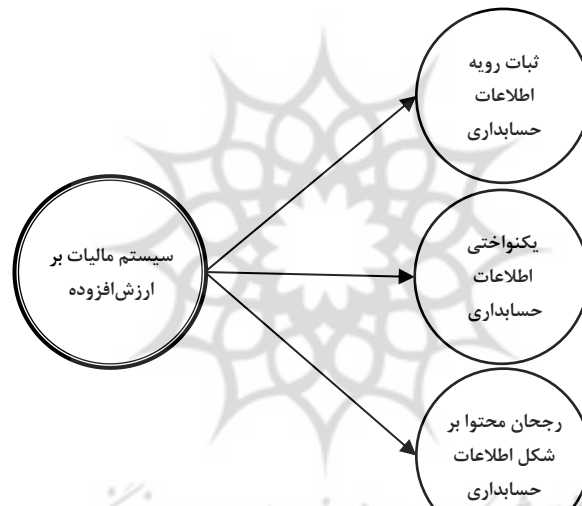 ثبات رویه
اطلاعات
حسابداری
سیستم مالیات بر
ارزش‌افزوده
یکنواختی
اطلاعات
حسابداری
رجحان محتوا بر
شکل اطلاعات
حسابداری